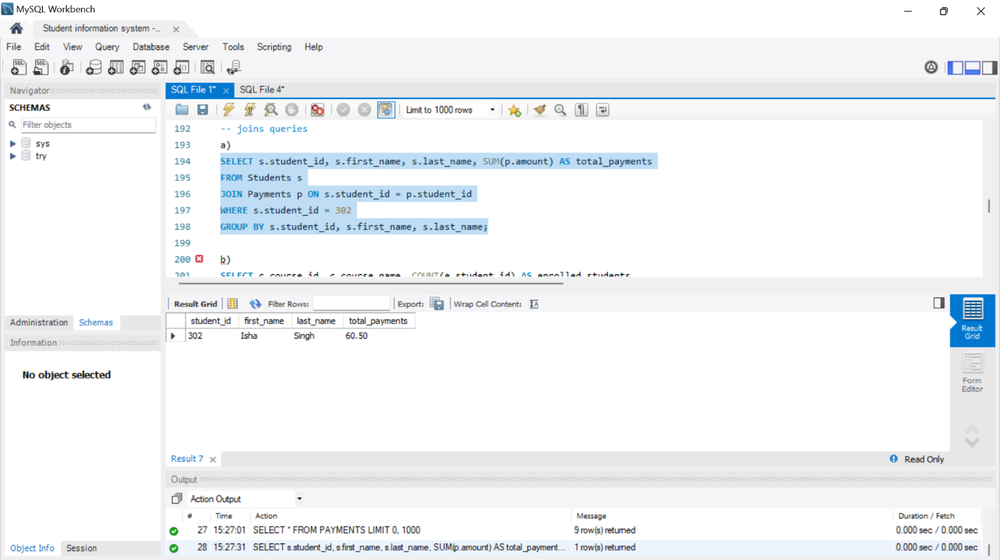 MySQL Workbench
Student information system -...
File Edit View Query Database Server Tools Scripting Help
Navigator
SCHEMAS
Filter objects
sys
try
Administration Schemas
Information
No object selected
Object Info Session
SQL File 1* SQL File 4*
Limit to 1000 rows
192 -- joins queries
193 a)
194 SELECT s.student_id, s.first_name, s.last_name, SUM(p.amount) AS total_payments
195 FROM Students s
196 JOIN Payments p ON s.student_id = p.student_id
197 WHERE s.student_id = 302
198 GROUP BY s.student_id, s.first_name, s.last_name;
199
200 b)
201 SELECT c.course_id, c.course_name, COUNT(e.student_id) AS enrolled_students
Result Grid Filter Rows: Export: Wrap Cell Content:
student_id first_name last_name total_payments
302 Isha Singh 60.50
Result Grid
Form Editor
Result 7 Read Only
Output
Action Output
# Time Action Message Duration / Fetch
27 15:27:01 SELECT * FROM PAYMENTS LIMIT 0, 1000 9 row(s) returned 0.000 sec / 0.000 sec
28 15:27:31 SELECT s.student_id, s.first_name, s.last_name, SUM(p.amount) AS total_payment... 1 row(s) returned 0.000 sec / 0.000 sec